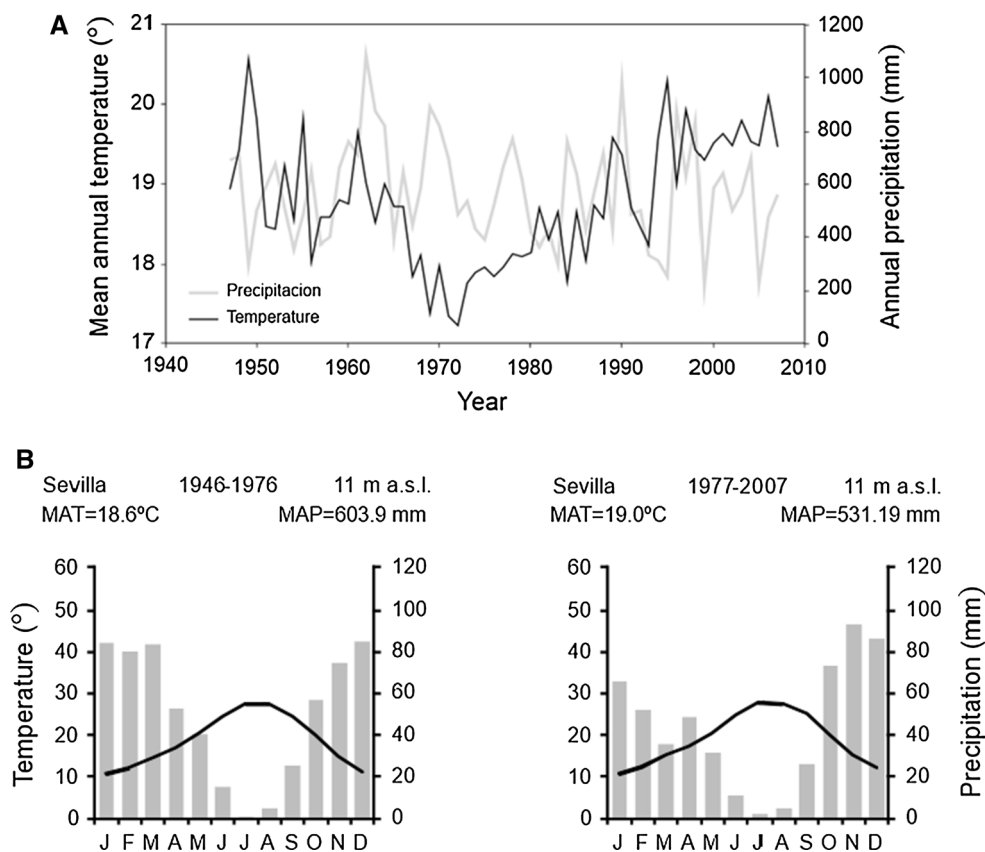 A
Mean annual temperature (°)
21
20
19
18
17
Annual precipitation (mm)
1200
1000
800
600
400
200
0
Precipitacion
Temperature
1940 1950 1960 1970 1980 1990 2000 2010
Year
B
Sevilla 1946-1976 11 m a.s.l.
MAT=18.6ºC MAP=603.9 mm
Temperature (°)
60
50
40
30
20
10
0
120
100
80
60
40
20
0
J F M A M J J A S O N D
Sevilla 1977-2007 11 m a.s.l.
MAT=19.0ºC MAP=531.19 mm
60
50
40
30
20
10
0
120
100
80
60
40
20
0
Precipitation (mm)
J F M A M J J A S O N D